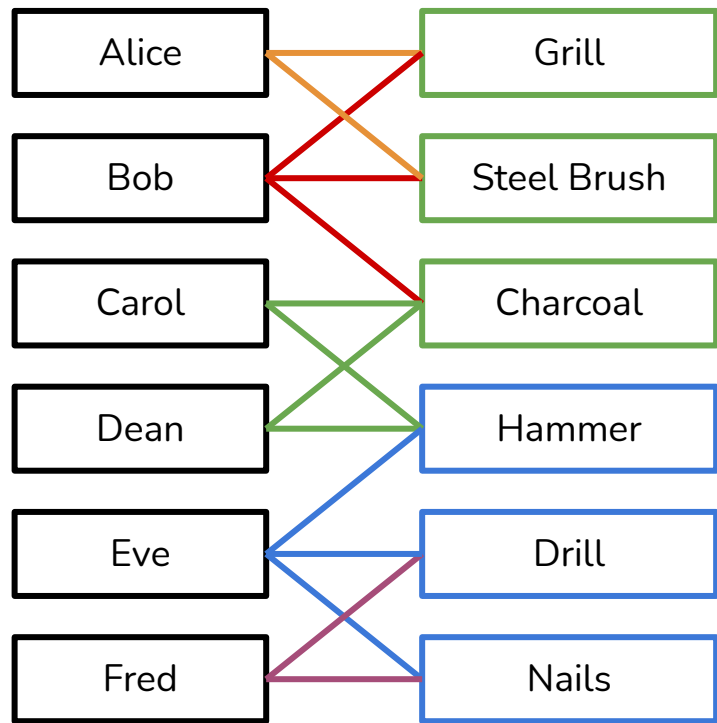 Alice
Grill
Bob
Steel Brush
Carol
Charcoal
Dean
Hammer
Eve
Drill
Fred
Nails